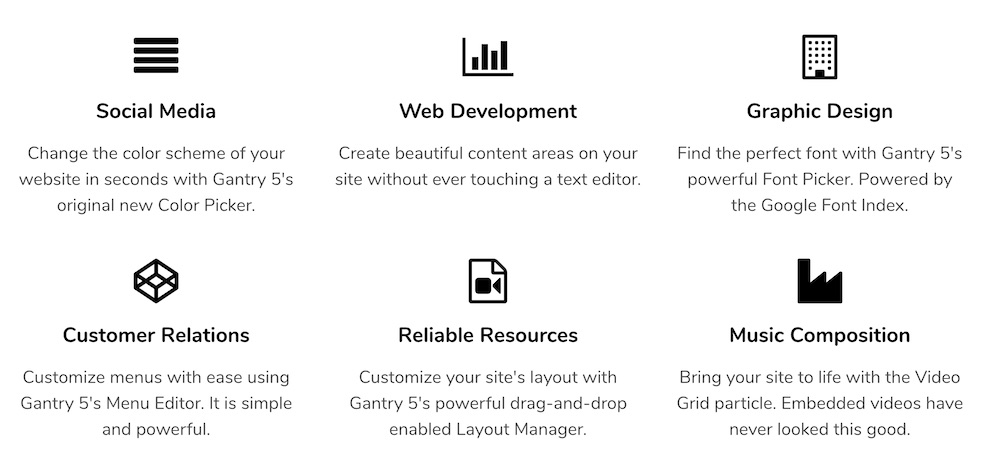 Social Media
Change the color scheme of your
website in seconds with Gantry 5's
original new Color Picker.
Web Development
Create beautiful content areas on your
site without ever touching a text editor.
Graphic Design
Find the perfect font with Gantry 5's
powerful Font Picker. Powered by
the Google Font Index.
Customer Relations
Customize menus with ease using
Gantry 5's Menu Editor. It is simple
and powerful.
Reliable Resources
Customize your site's layout with
Gantry 5's powerful drag-and-drop
enabled Layout Manager.
Music Composition
Bring your site to life with the Video
Grid particle. Embedded videos have
never looked this good.